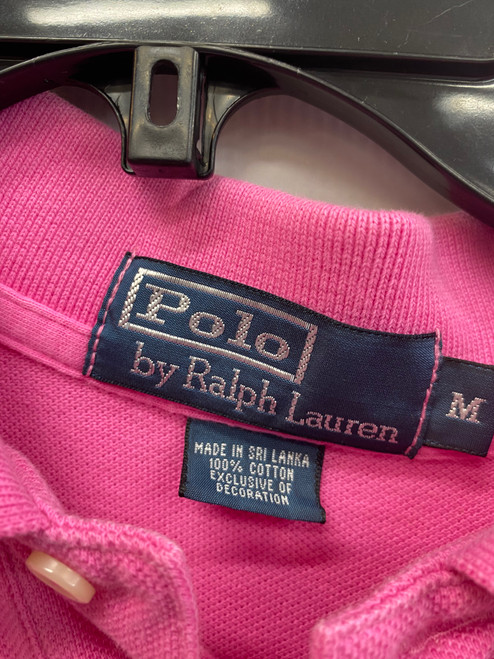 Polo
by Ralph Lauren
M
MADE IN SRI LANKA
100% COTTON
EXCLUSIVE OF
DECORATION